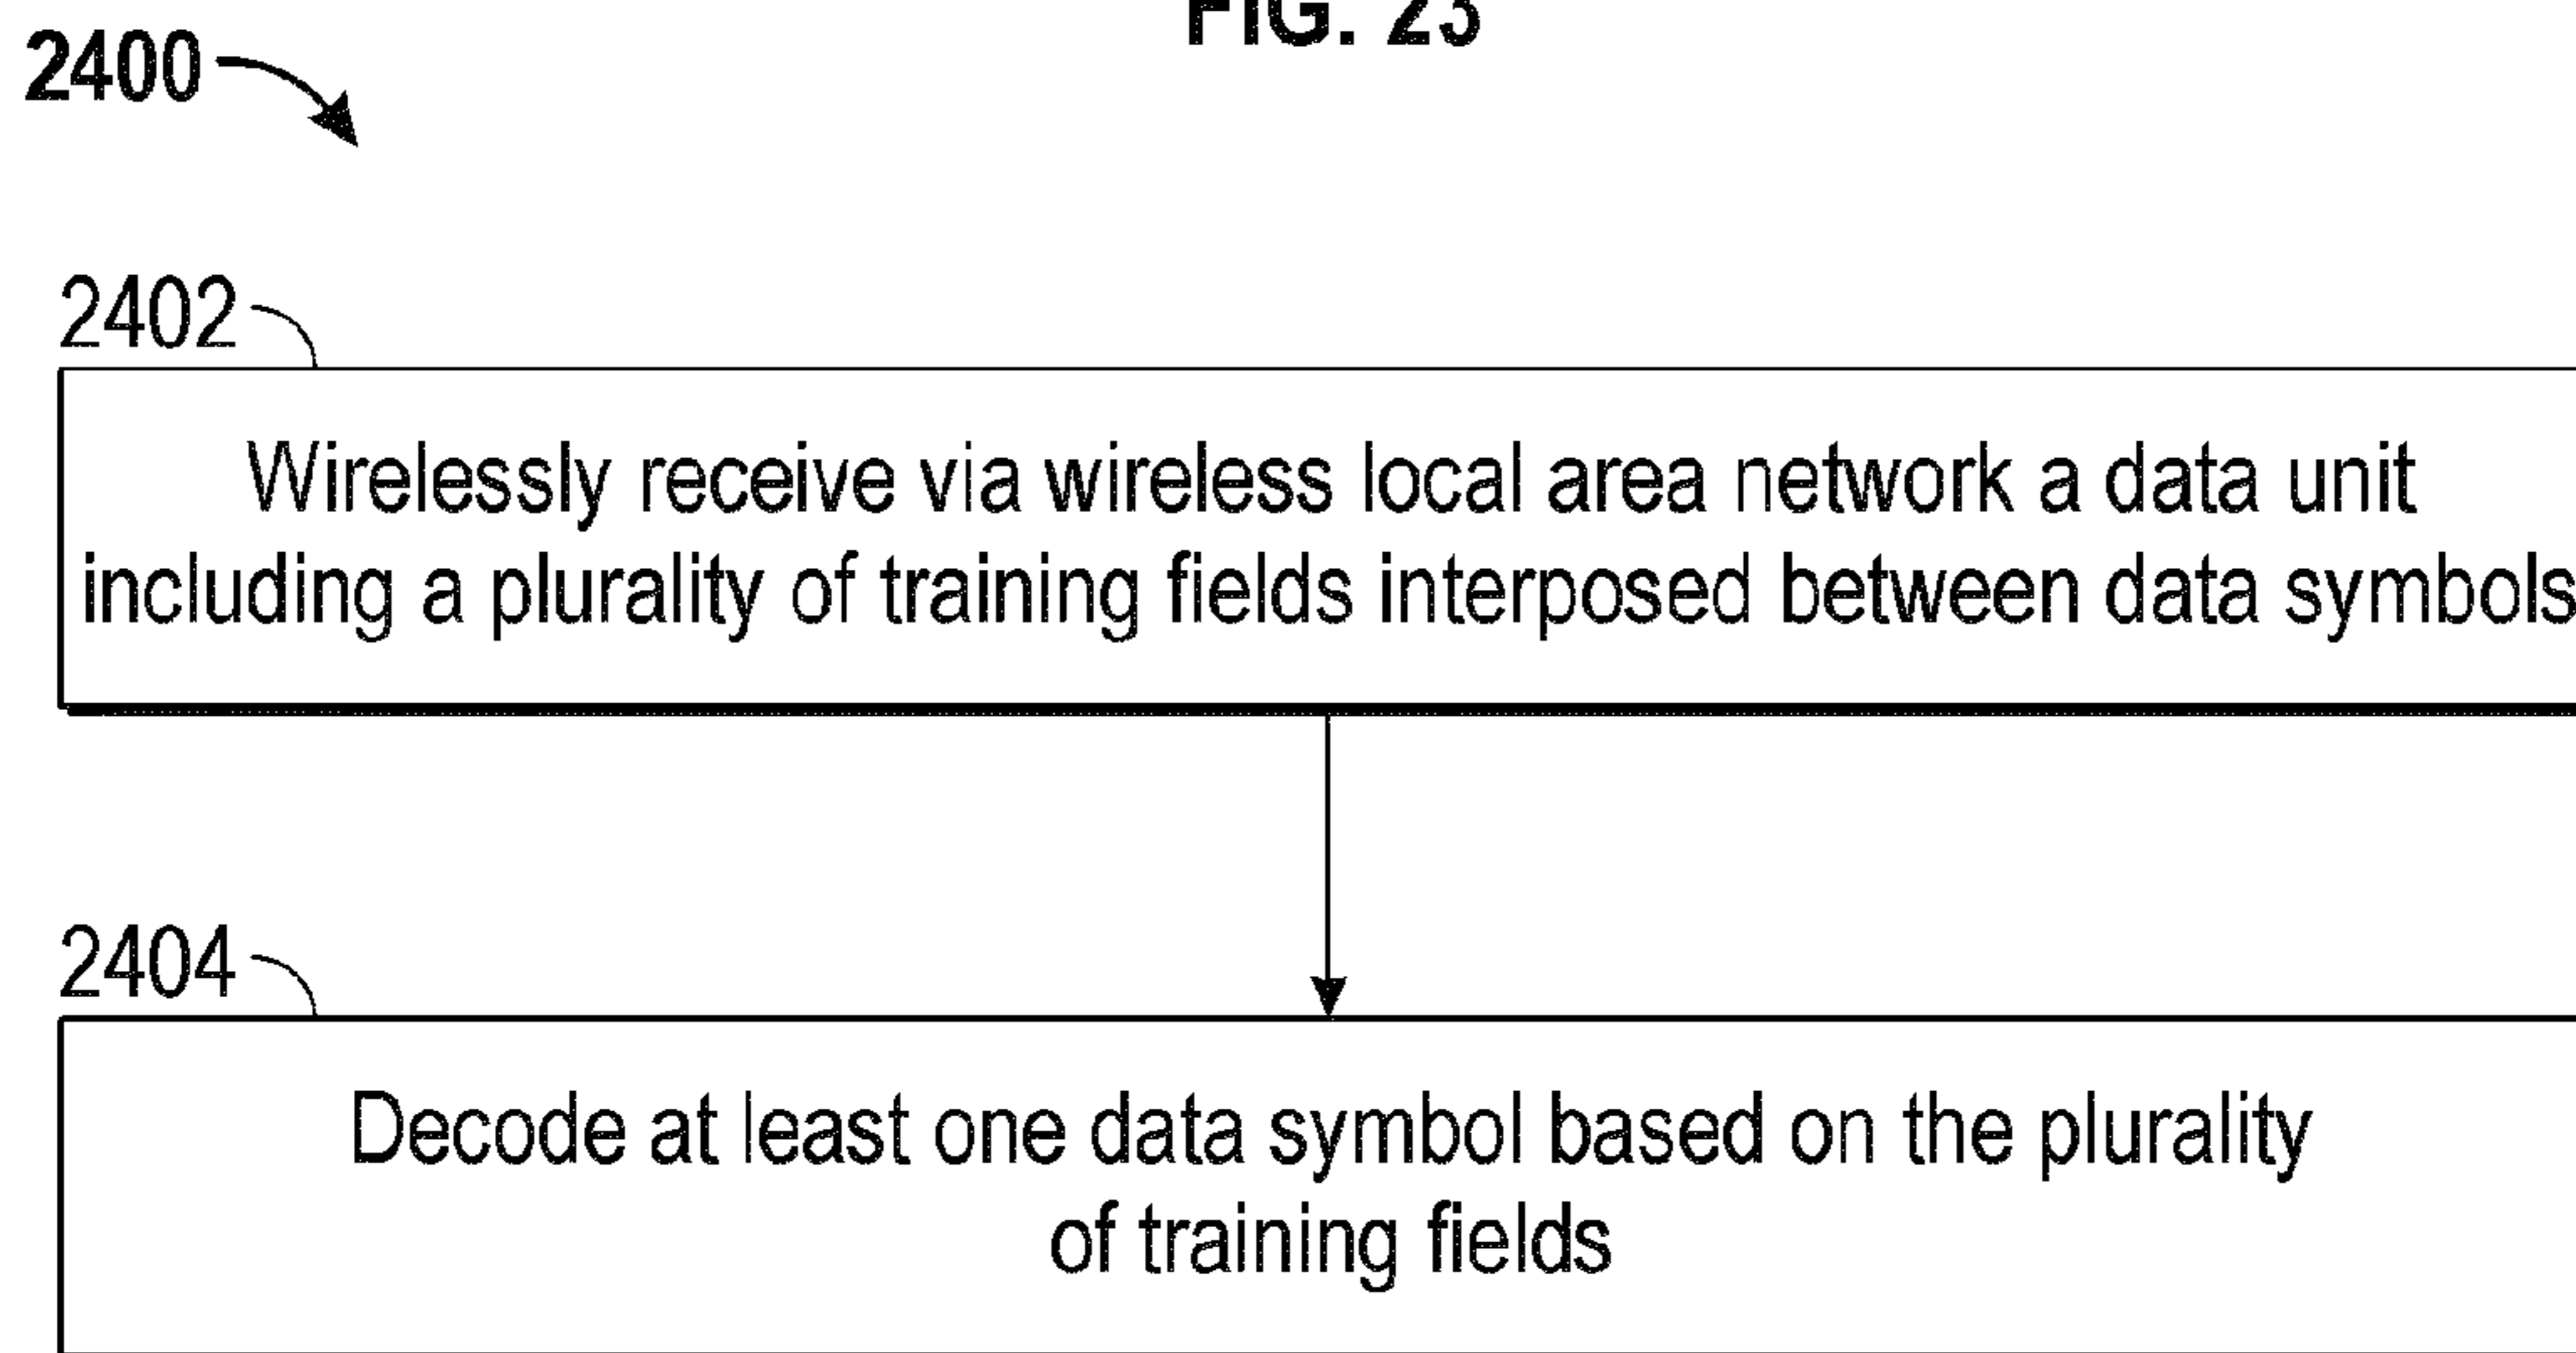 FIG. 23
2400
2402
Wirelessly receive via wireless local area network a data unit
including a plurality of training fields interposed between data symbols
2404
Decode at least one data symbol based on the plurality
of training fields